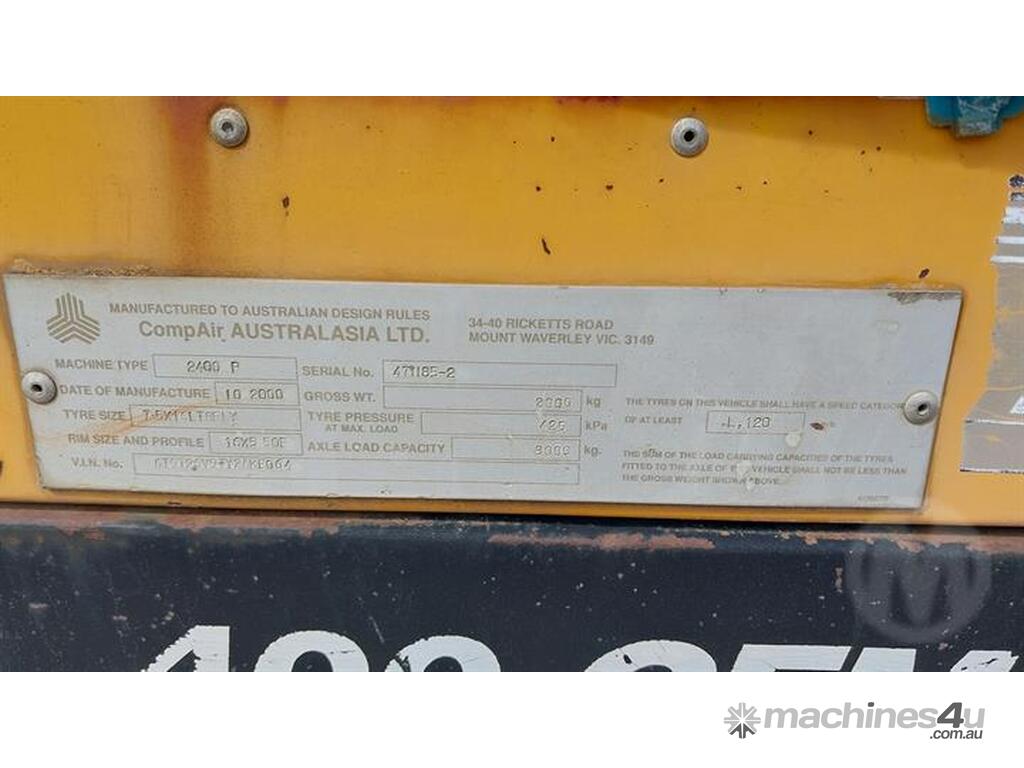 MANUFACTURED TO AUSTRALIAN DESIGN RULES
CompAir AUSTRALASIA LTD.
34-40 RICKETTS ROAD
MOUNT WAVERLEY VIC. 3149
MACHINE TYPE 2400 P
SERIAL No.
DATE OF MANUFACTURE 10 2000
GROSS WT. kg
TYRE SIZE
TYRE PRESSURE AT MAX. LOAD kPa
RIM SIZE AND PROFILE
AXLE LOAD CAPACITY kg.
V.I.N. No.
THE TYRES ON THIS VEHICLE SHALL HAVE A SPEED CATEGORY
OF AT LEAST L,120
THE SUM OF THE LOAD CARRYING CAPACITIES OF THE TYRES
FITTED TO THE AXLE OF THE VEHICLE SHALL NOT BE LESS THAN
THE GROSS WEIGHT SHOWN ABOVE.
M
machines4u
.com.au